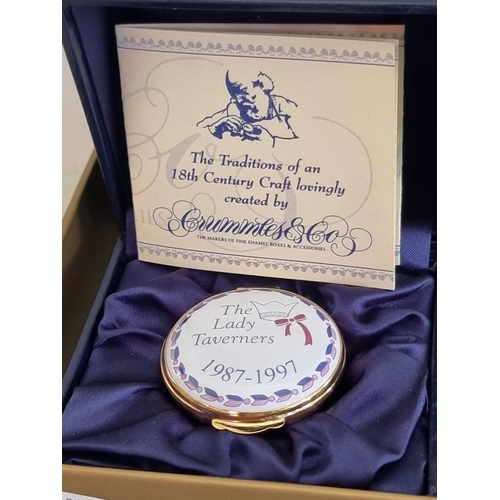 The Traditions of an
18th Century Craft lovingly
created by
Crummles & Co
THE MAKERS OF FINE ENAMEL BOXES & ACCESSORIES
The
Lady
Taverners
1987-1997